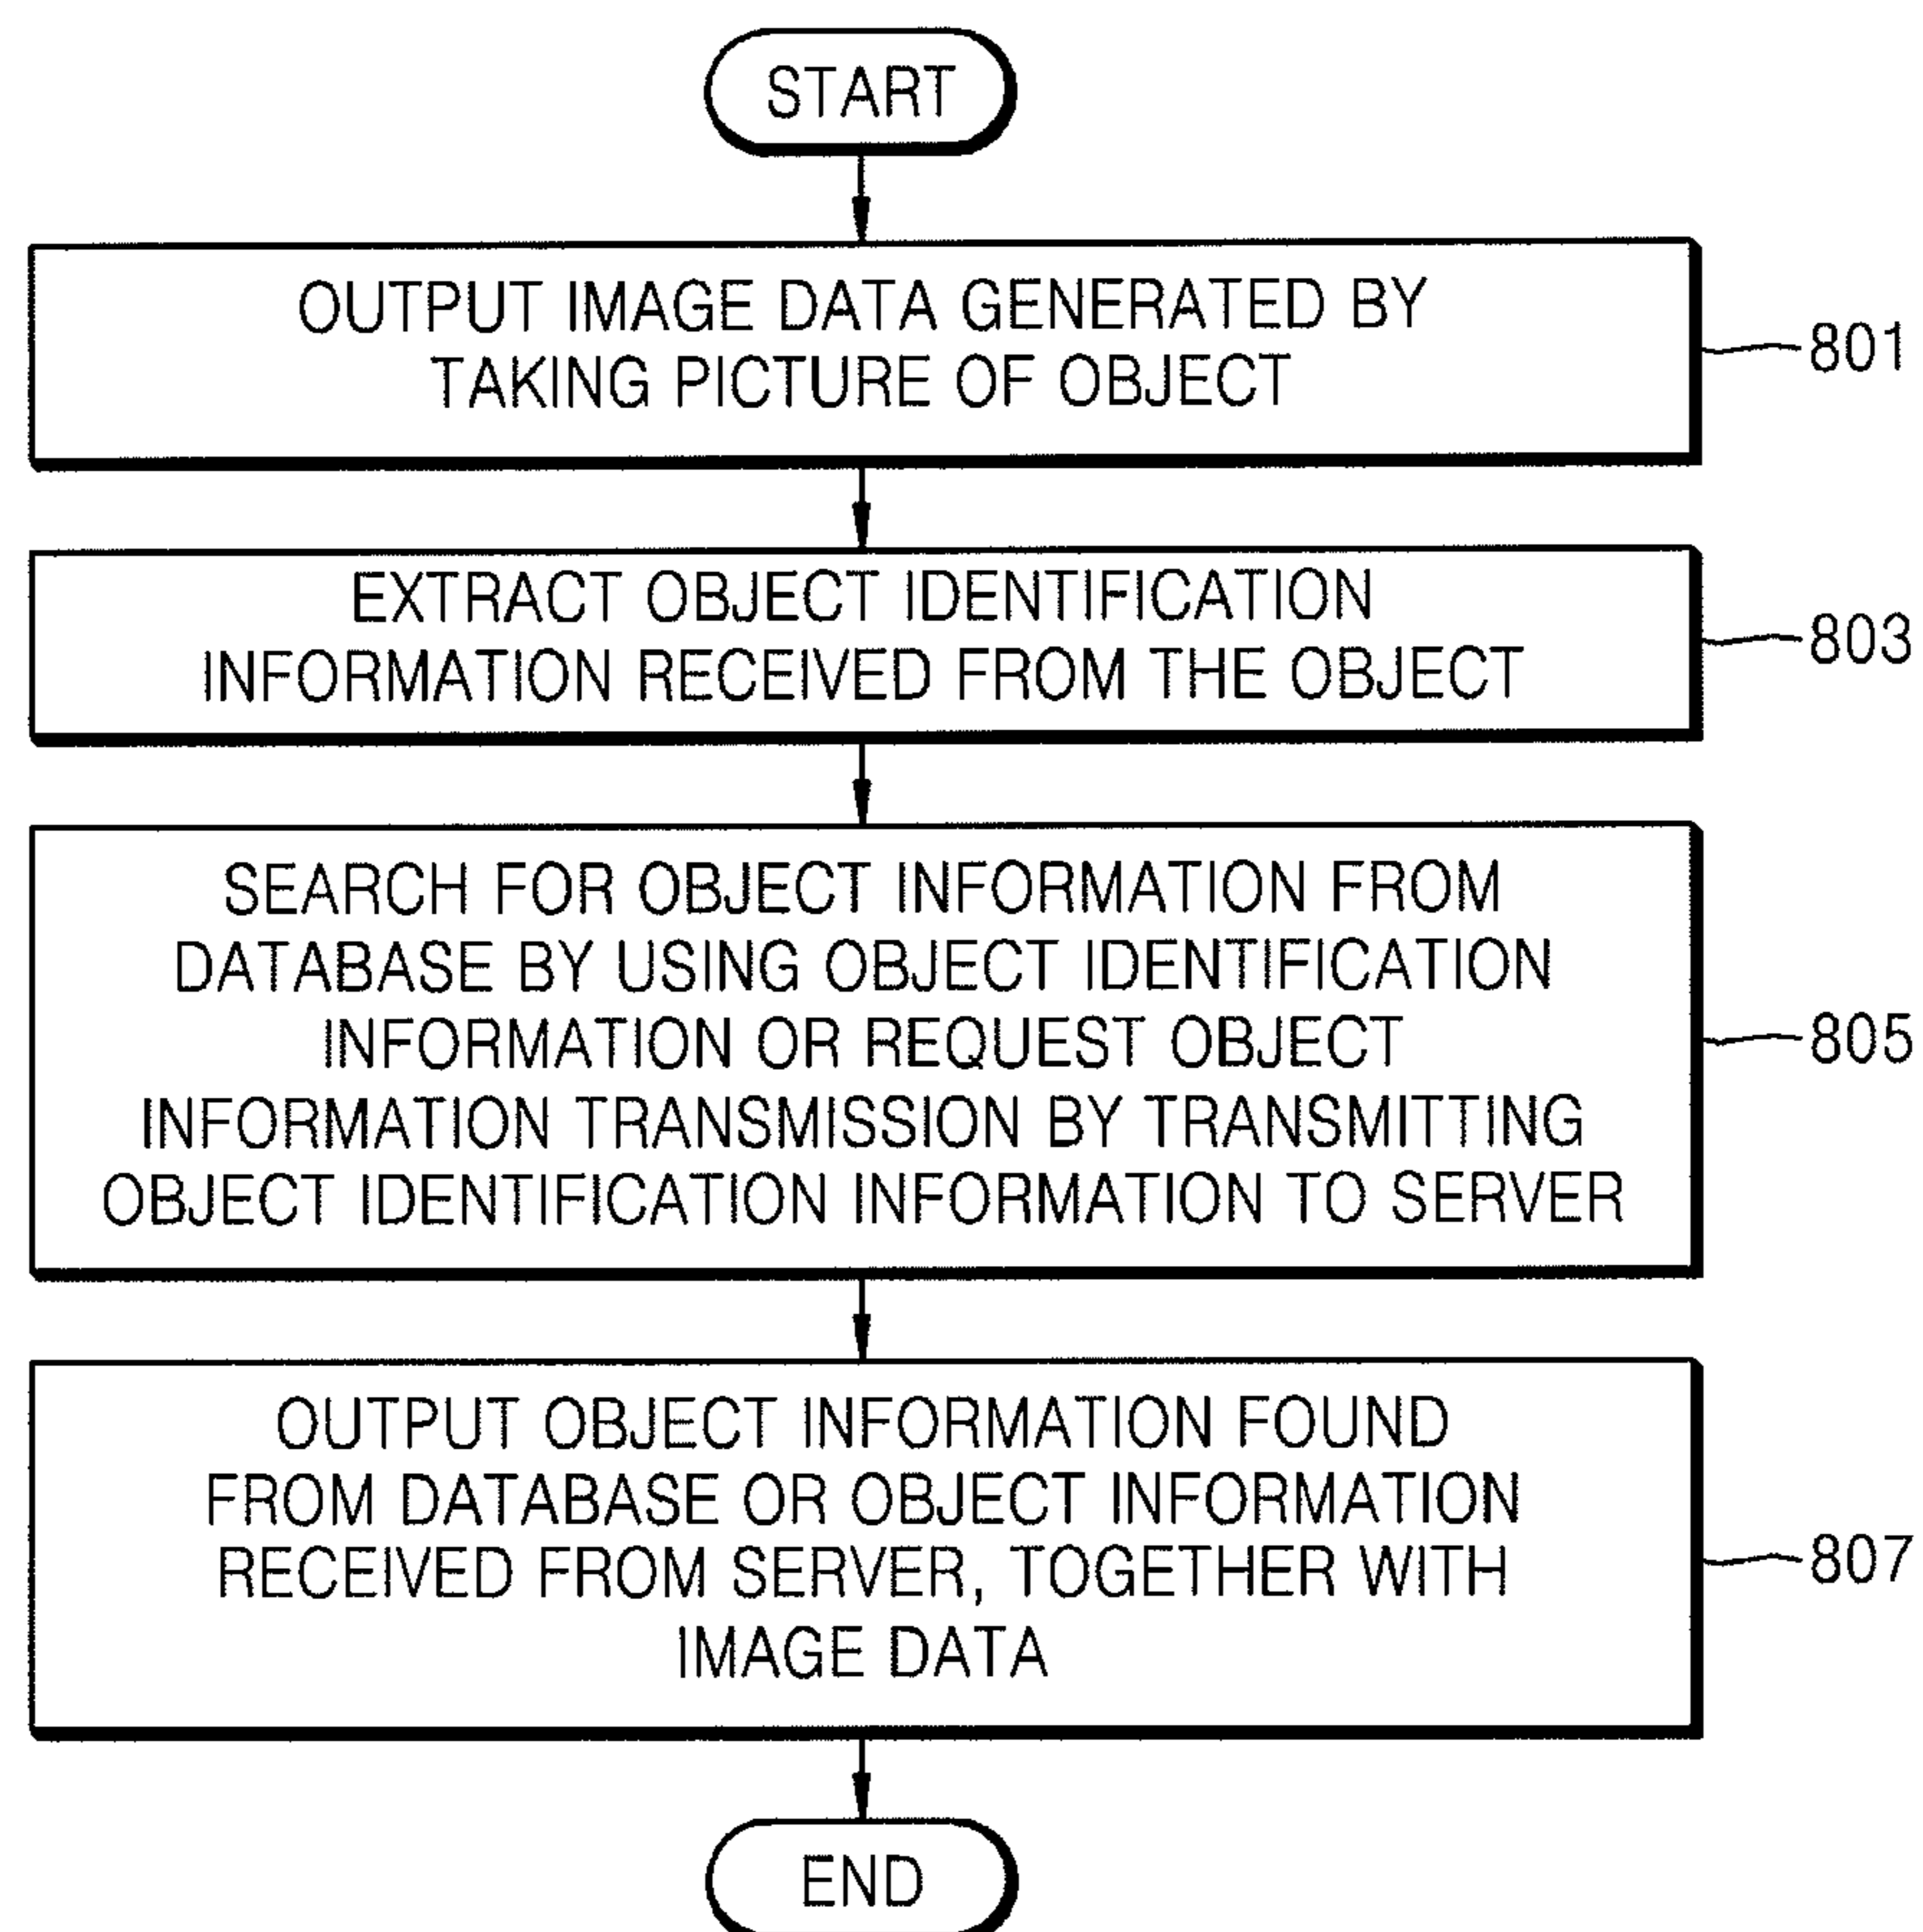 START
OUTPUT IMAGE DATA GENERATED BY
TAKING PICTURE OF OBJECT
801
EXTRACT OBJECT IDENTIFICATION
INFORMATION RECEIVED FROM THE OBJECT
803
SEARCH FOR OBJECT INFORMATION FROM
DATABASE BY USING OBJECT IDENTIFICATION
INFORMATION OR REQUEST OBJECT
INFORMATION TRANSMISSION BY TRANSMITTING
OBJECT IDENTIFICATION INFORMATION TO SERVER
805
OUTPUT OBJECT INFORMATION FOUND
FROM DATABASE OR OBJECT INFORMATION
RECEIVED FROM SERVER, TOGETHER WITH
IMAGE DATA
807
END